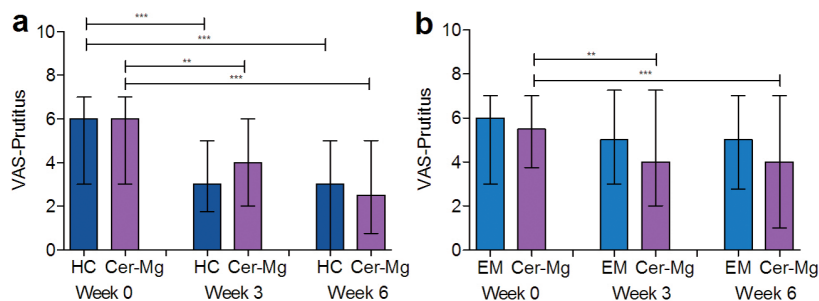 a
***
***
**
***
VAS-Prutitus
10
8
6
4
2
0
HC Cer-Mg HC Cer-Mg HC Cer-Mg
Week 0 Week 3 Week 6
b
**
***
VAS-Prutitus
10
8
6
4
2
0
EM Cer-Mg EM Cer-Mg EM Cer-Mg
Week 0 Week 3 Week 6